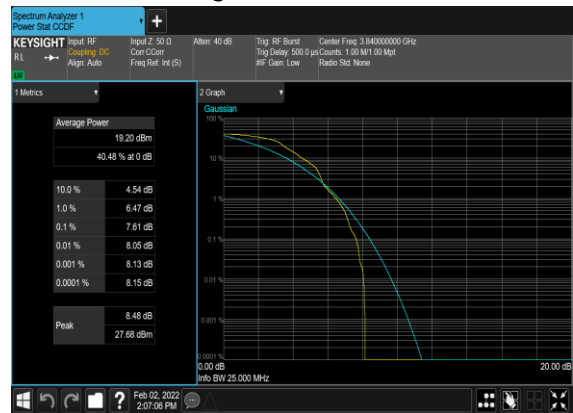 Spectrum Analyzer 1
Power Stat CCDF
KEYSIGHT
RL
LXI
Input: RF
Coupling: DC
Align: Auto
Input Z: 50 Ω
Corr CCorr
Freq Ref: Int (S)
Atten: 40 dB
Trig: RF Burst
Trig Delay: 500.0 µs
#IF Gain: Low
Center Freq: 3.840000000 GHz
Counts: 1.00 M/1.00 Mpt
Radio Std: None
1 Metrics
Average Power
19.20 dBm
40.48 % at 0 dB
10.0 % 4.54 dB
1.0 % 6.47 dB
0.1 % 7.61 dB
0.01 % 8.05 dB
0.001 % 8.13 dB
0.0001 % 8.15 dB
Peak 8.48 dB
27.68 dBm
2 Graph
Gaussian
100 %
10 %
1 %
0.1 %
0.01 %
0.001 %
0.0001 %
0.00 dB 20.00 dB
Info BW 25.000 MHz
?
Feb 02, 2022
2:07:06 PM